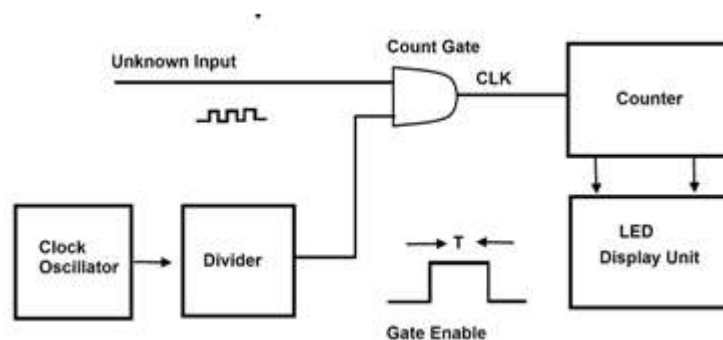 Count Gate
Unknown Input
CLK
Counter
Clock
Oscillator
Divider
T
LED
Display Unit
Gate Enable